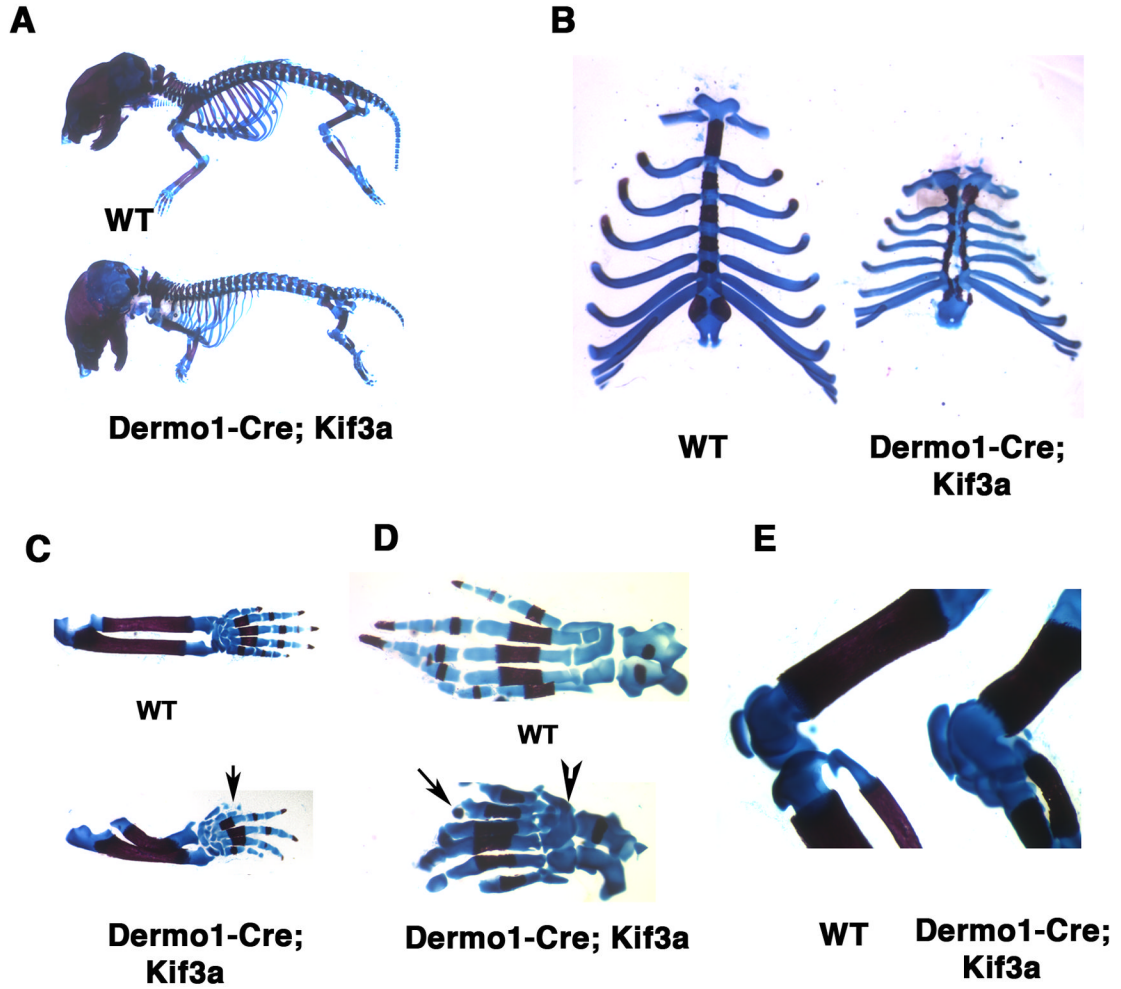 A
B
WT
Dermo1-Cre; Kif3a
WT
Dermo1-Cre;
Kif3a
C
D
E
WT
WT
Dermo1-Cre;
Kif3a
Dermo1-Cre; Kif3a
WT
Dermo1-Cre;
Kif3a